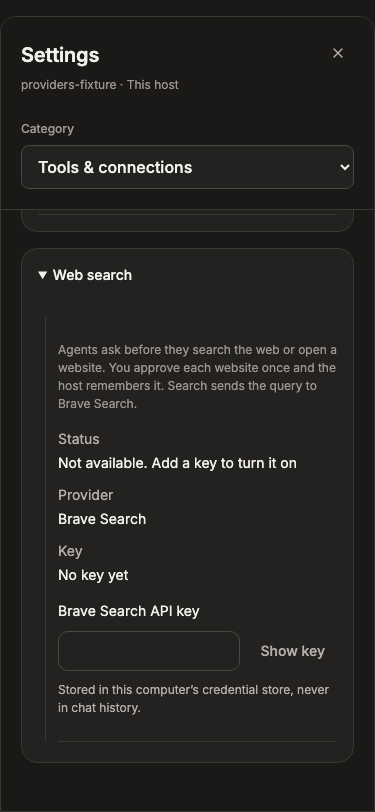 Settings
providers-fixture · This host
Category
Tools & connections
Web search
Agents ask before they search the web or open a
website. You approve each website once and the
host remembers it. Search sends the query to
Brave Search.
Status
Not available. Add a key to turn it on
Provider
Brave Search
Key
No key yet
Brave Search API key
Show key
Stored in this computer’s credential store, never
in chat history.